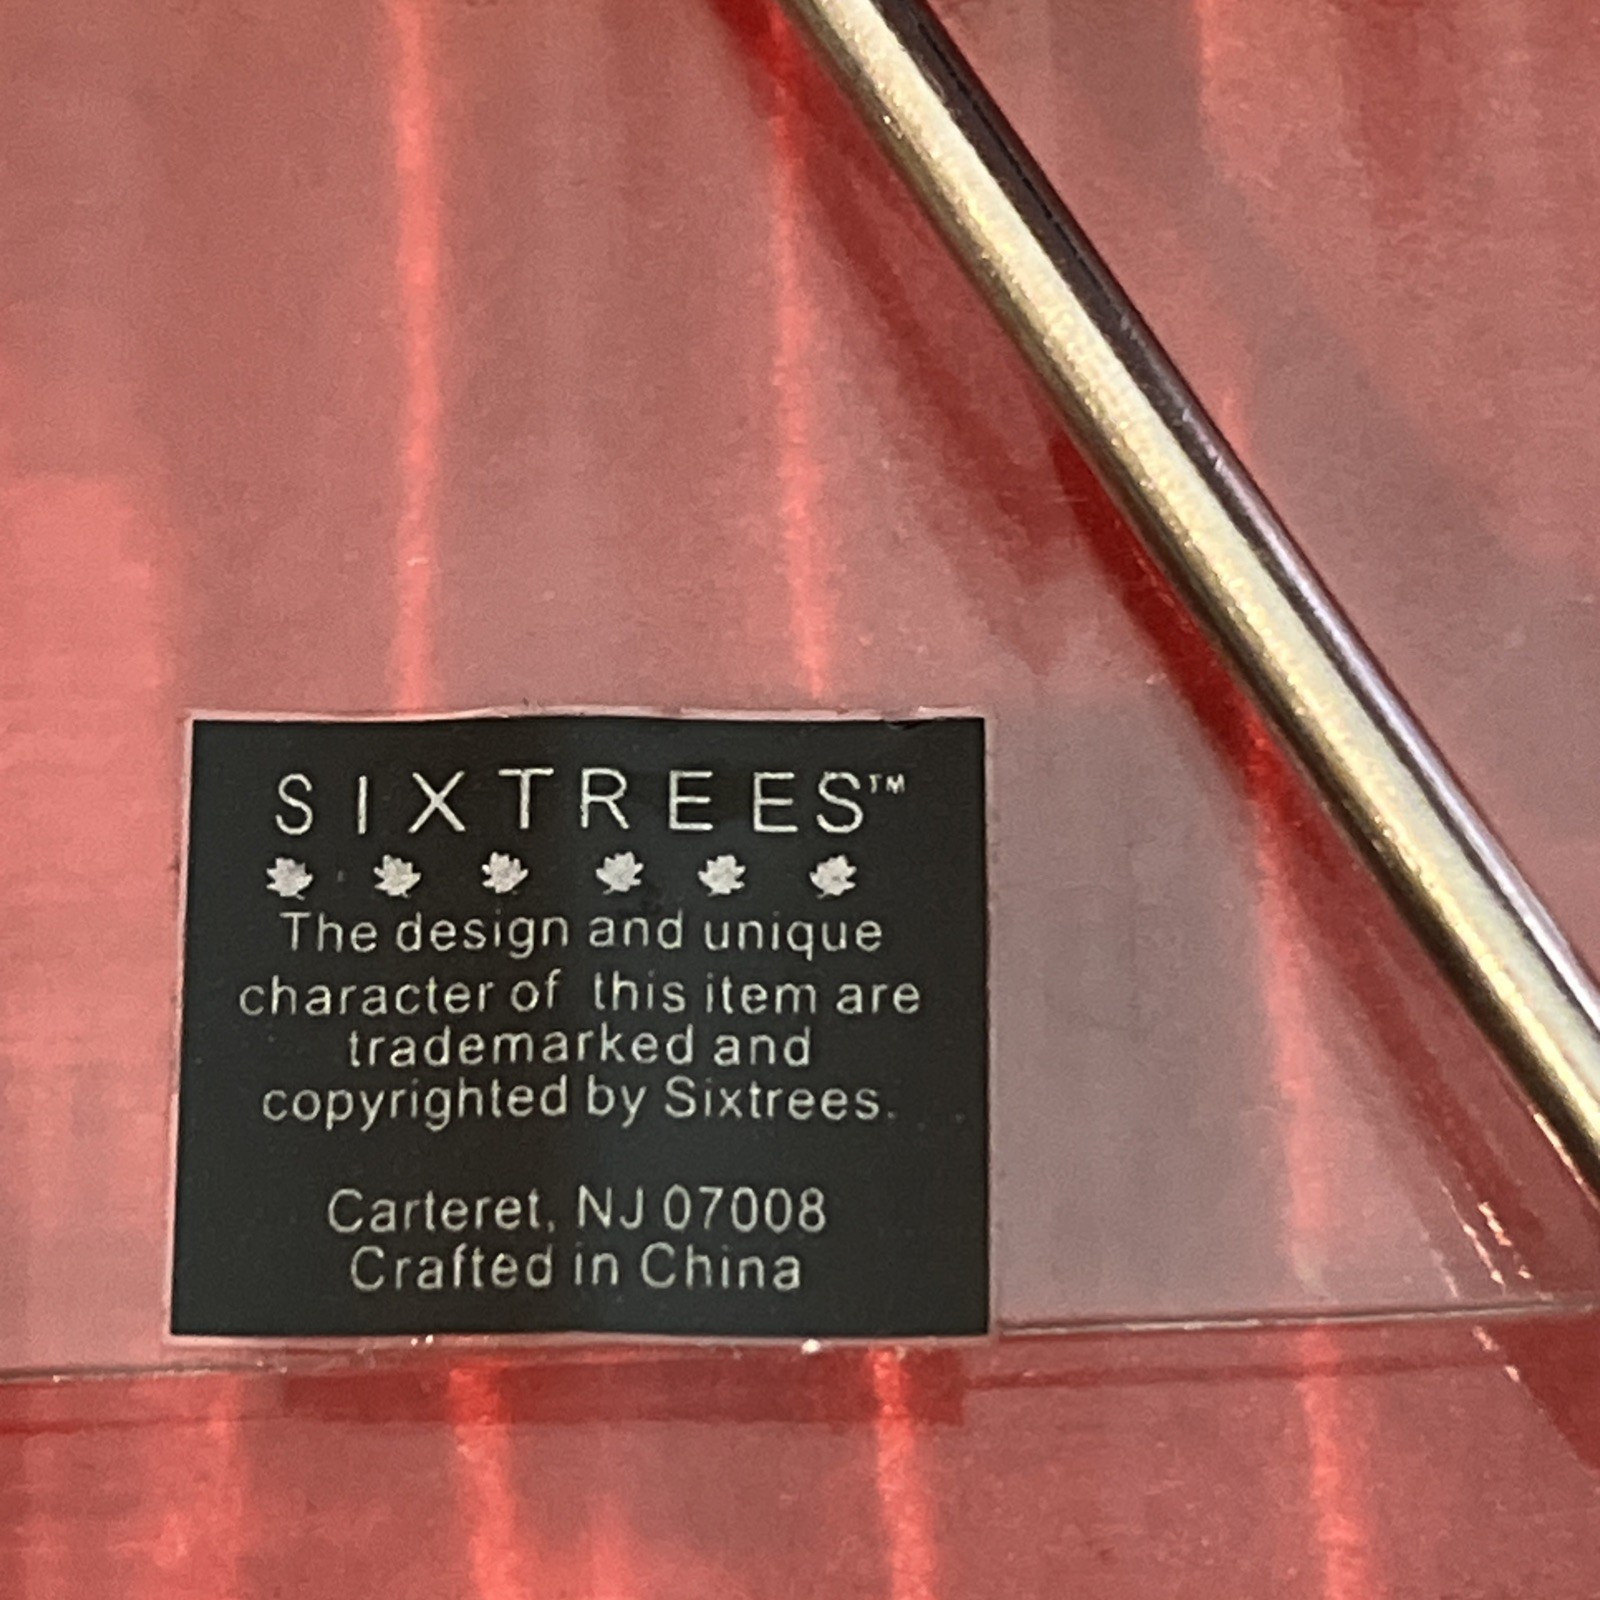 SIXTREES™
The design and unique
character of this item are
trademarked and
copyrighted by Sixtrees.
Carteret, NJ 07008
Crafted in China